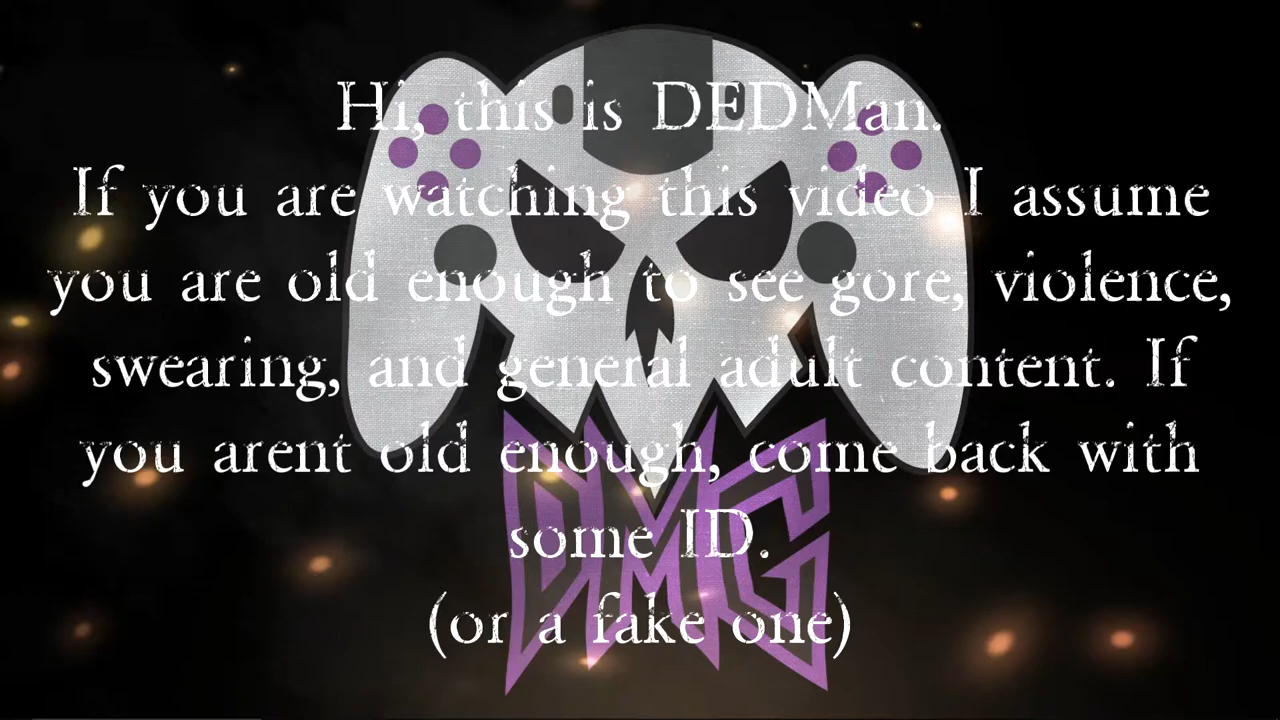 Hi, this is DEDMan.
If you are watching this video I assume
you are old enough to see gore, violence,
swearing, and general adult content. If
you arent old enough, come back with
some ID.
(or a fake one)
DMG